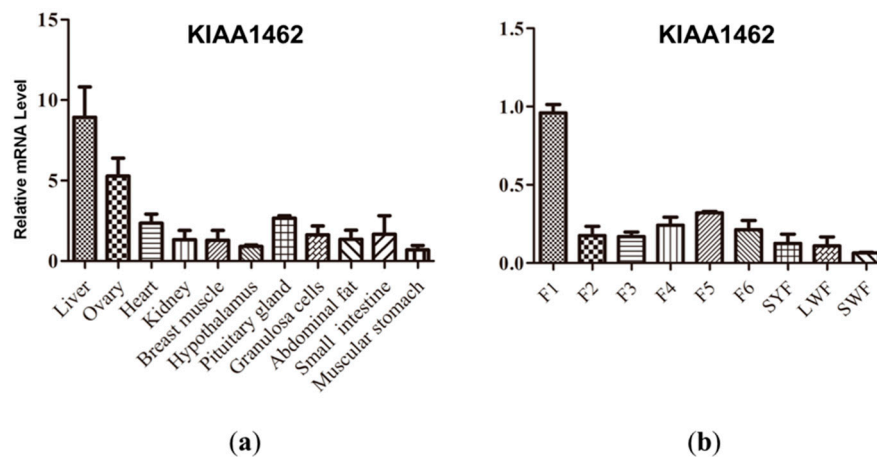 KIAA1462
Relative mRNA Level
15
10
5
0
Liver
Ovary
Heart
Kidney
Breast muscle
Hypothalamus
Pituitary gland
Granulosa cells
Abdominal fat
Small intestine
Muscular stomach
(a)
KIAA1462
1.5
1.0
0.5
0.0
F1
F2
F3
F4
F5
F6
SYF
LWF
SWF
(b)